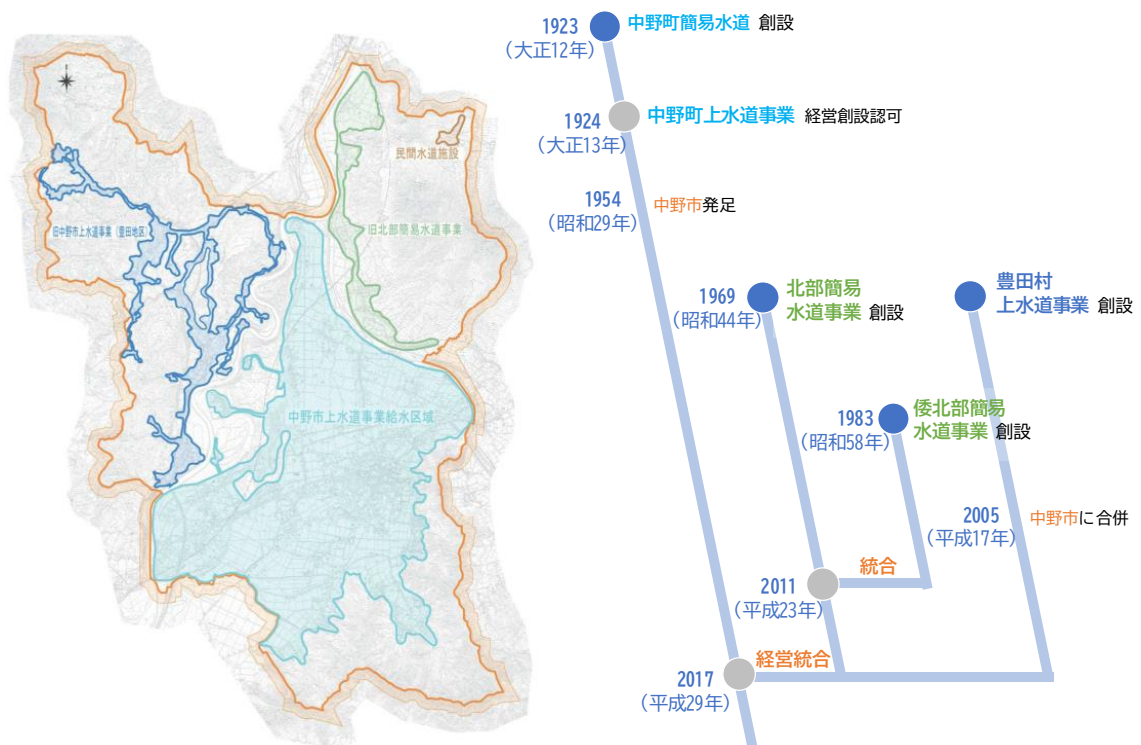 民間水道施設
旧中野市上水道事業（豊田地区）
旧北部簡易水道事業
中野市上水道事業給水区域
1923
（大正12年）
中野町簡易水道 創設
1924
（大正13年）
中野町上水道事業 経営創設認可
1954
（昭和29年）
中野市発足
1969
（昭和44年）
北部簡易
水道事業 創設
豊田村
上水道事業 創設
1983
（昭和58年）
倭北部簡易
水道事業 創設
2005
（平成17年）
中野市に合併
2011
（平成23年）
統合
2017
（平成29年）
経営統合